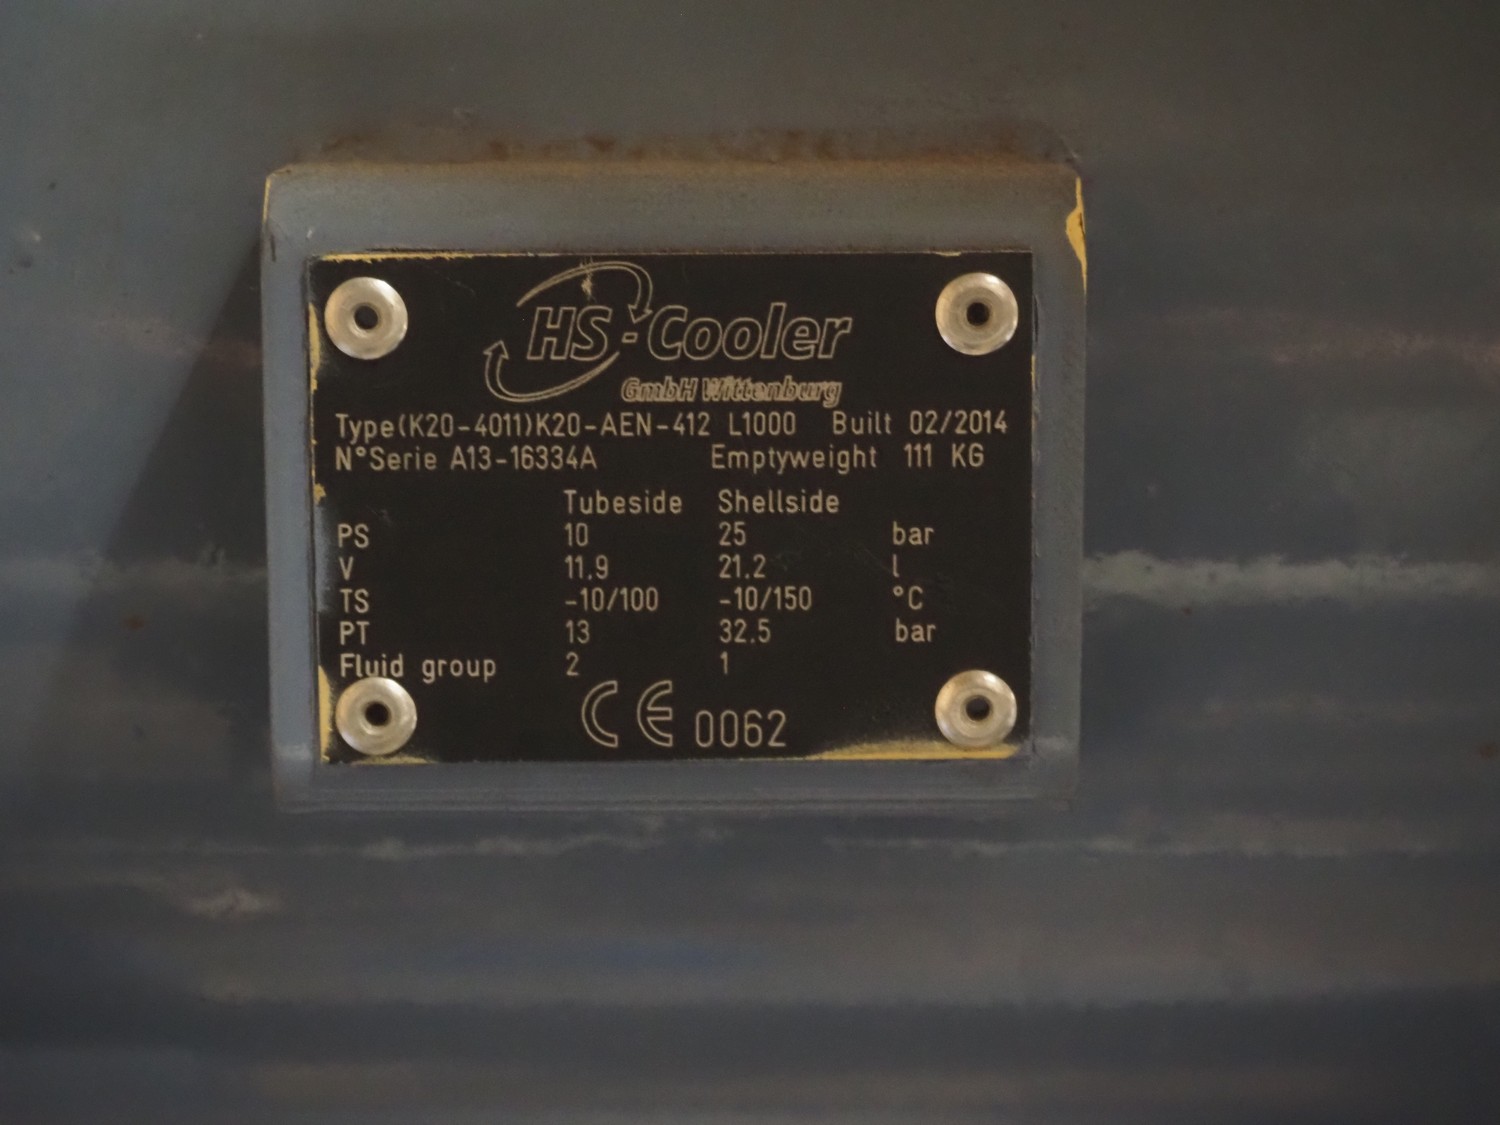 HS-Cooler
GmbH Wittenburg
Type(K20-4011)K20-AEN-412 L1000 Built 02/2014
N°Serie A13-16334A Emptyweight 111 KG
Tubeside Shellside
PS 10 25 bar
V 11.9 21.2 l
TS -10/100 -10/150 °C
PT 13 32.5 bar
Fluid group 2 1
CE 0062